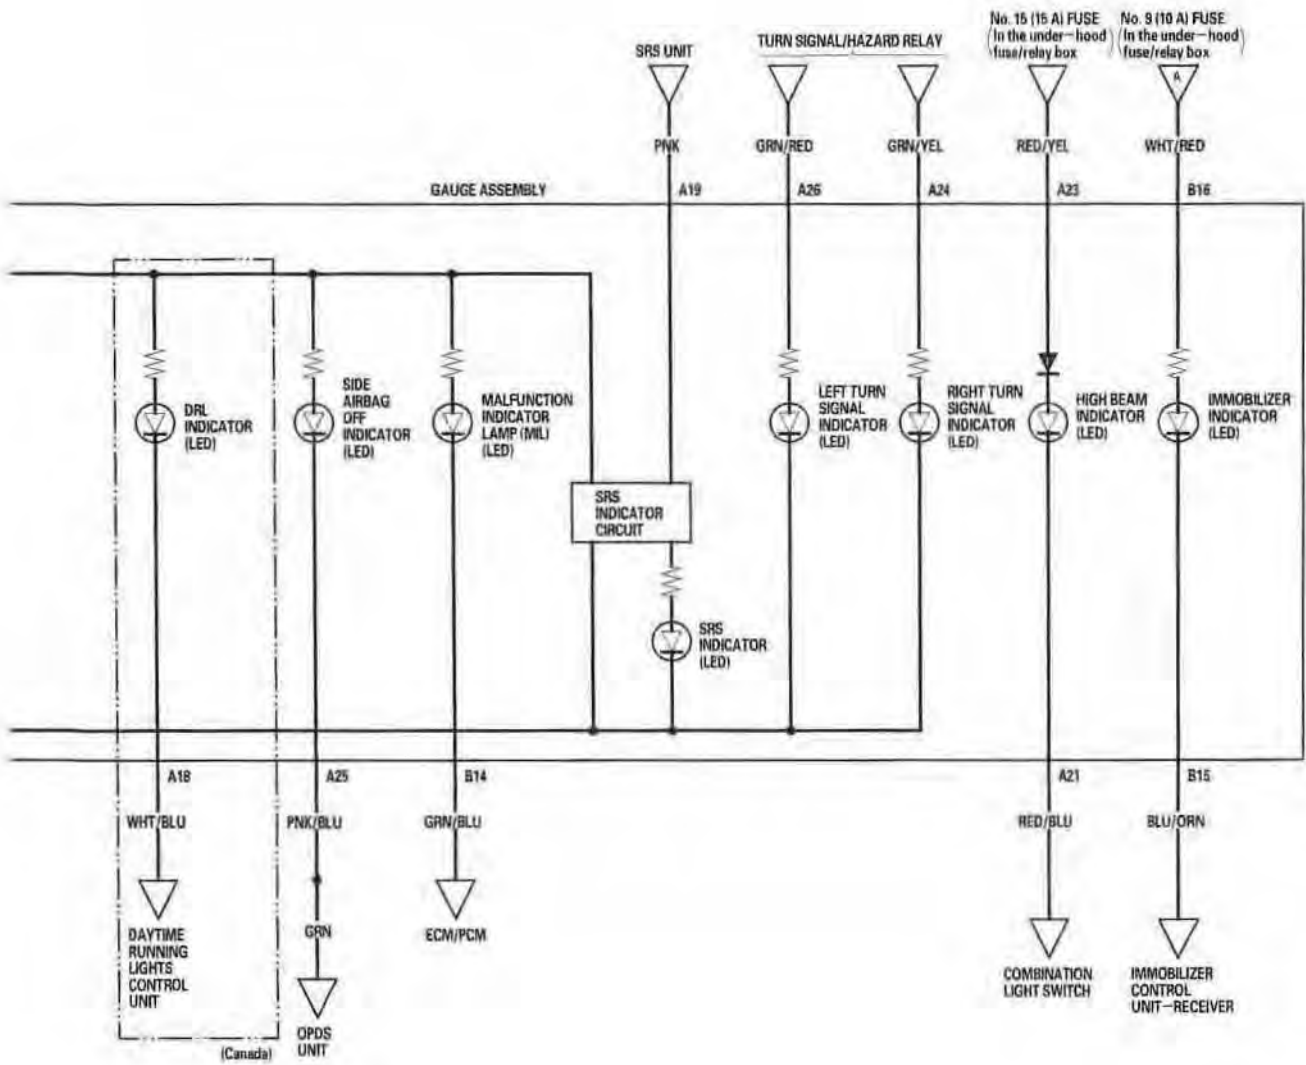 No. 15 (15 A) FUSE
(In the under-hood)
fuse/relay box
No. 9 (10 A) FUSE
(In the under-hood)
fuse/relay box
SRS UNIT
TURN SIGNAL/HAZARD RELAY
A
PNK
GRN/RED
GRN/YEL
RED/YEL
WHT/RED
GAUGE ASSEMBLY
A19
A26
A24
A23
B16
DRL
INDICATOR
(LED)
SIDE
AIRBAG
OFF
INDICATOR
(LED)
MALFUNCTION
INDICATOR
LAMP (MIL)
(LED)
LEFT TURN
SIGNAL
INDICATOR
(LED)
RIGHT TURN
SIGNAL
INDICATOR
(LED)
HIGH BEAM
INDICATOR
(LED)
IMMOBILIZER
INDICATOR
(LED)
SRS
INDICATOR
CIRCUIT
SRS
INDICATOR
(LED)
A18
A25
B14
A21
B15
WHT/BLU
PNK/BLU
GRN/BLU
RED/BLU
BLU/ORN
DAYTIME
RUNNING
LIGHTS
CONTROL
UNIT
GRN
ECM/PCM
COMBINATION
LIGHT SWITCH
IMMOBILIZER
CONTROL
UNIT-RECEIVER
OPDS
UNIT
(Canada)